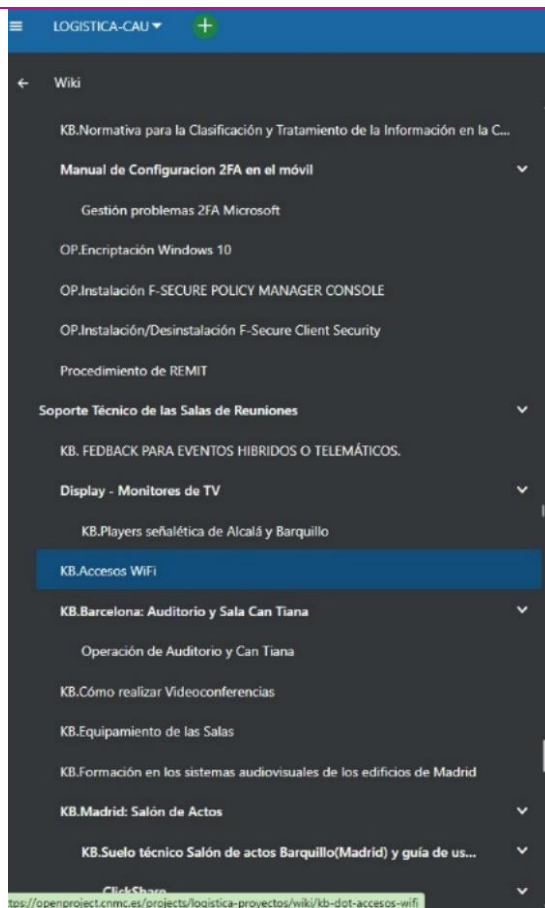 LOGISTICA-CAU
Wiki
KB.Normativa para la Clasificación y Tratamiento de la Información en la C...
Manual de Configuracion 2FA en el móvil
Gestión problemas 2FA Microsoft
OP.Encriptación Windows 10
OP.Instalación F-SECURE POLICY MANAGER CONSOLE
OP.Instalación/Desinstalación F-Secure Client Security
Procedimiento de REMIT
Soporte Técnico de las Salas de Reuniones
KB. FEDBACK PARA EVENTOS HIBRIDOS O TELEMÁTICOS.
Display - Monitores de TV
KB.Players señalética de Alcalá y Barquillo
KB.Accesos WiFi
KB.Barcelona: Auditorio y Sala Can Tiana
Operación de Auditorio y Can Tiana
KB.Cómo realizar Videoconferencias
KB.Equipamiento de las Salas
KB.Formación en los sistemas audiovisuales de los edificios de Madrid
KB.Madrid: Salón de Actos
KB.Suelo técnico Salón de actos Barquillo(Madrid) y guía de us...
ClickShare
tps://openproject.cnmc.es/projects/logistica-proyectos/wiki/kb-dot-accesos-wifi